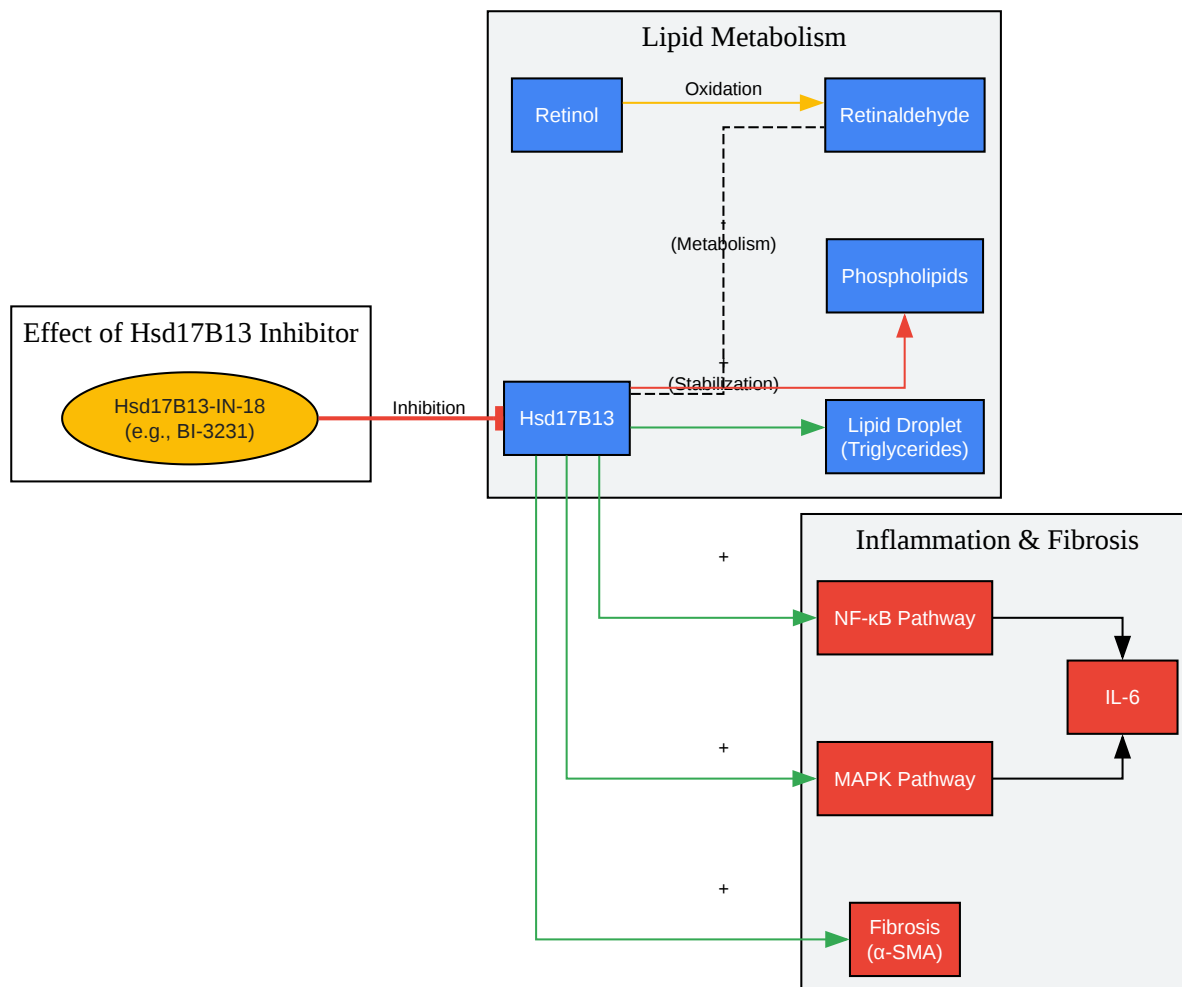 Lipid Metabolism
Retinol
Oxidation
Retinaldehyde
-
(Metabolism)
Phospholipids
Effect of Hsd17B13 Inhibitor
Hsd17B13-IN-18
(e.g., BI-3231)
Inhibition
Hsd17B13
+
(Stabilization)
Lipid Droplet
(Triglycerides)
Inflammation & Fibrosis
+
NF-κB Pathway
IL-6
+
MAPK Pathway
+
Fibrosis
(α-SMA)